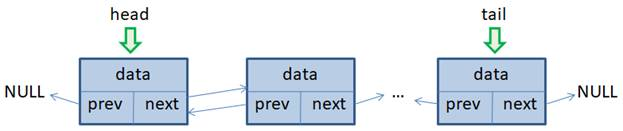 head tail
data data data
NULL prev next prev next ... prev next NULL